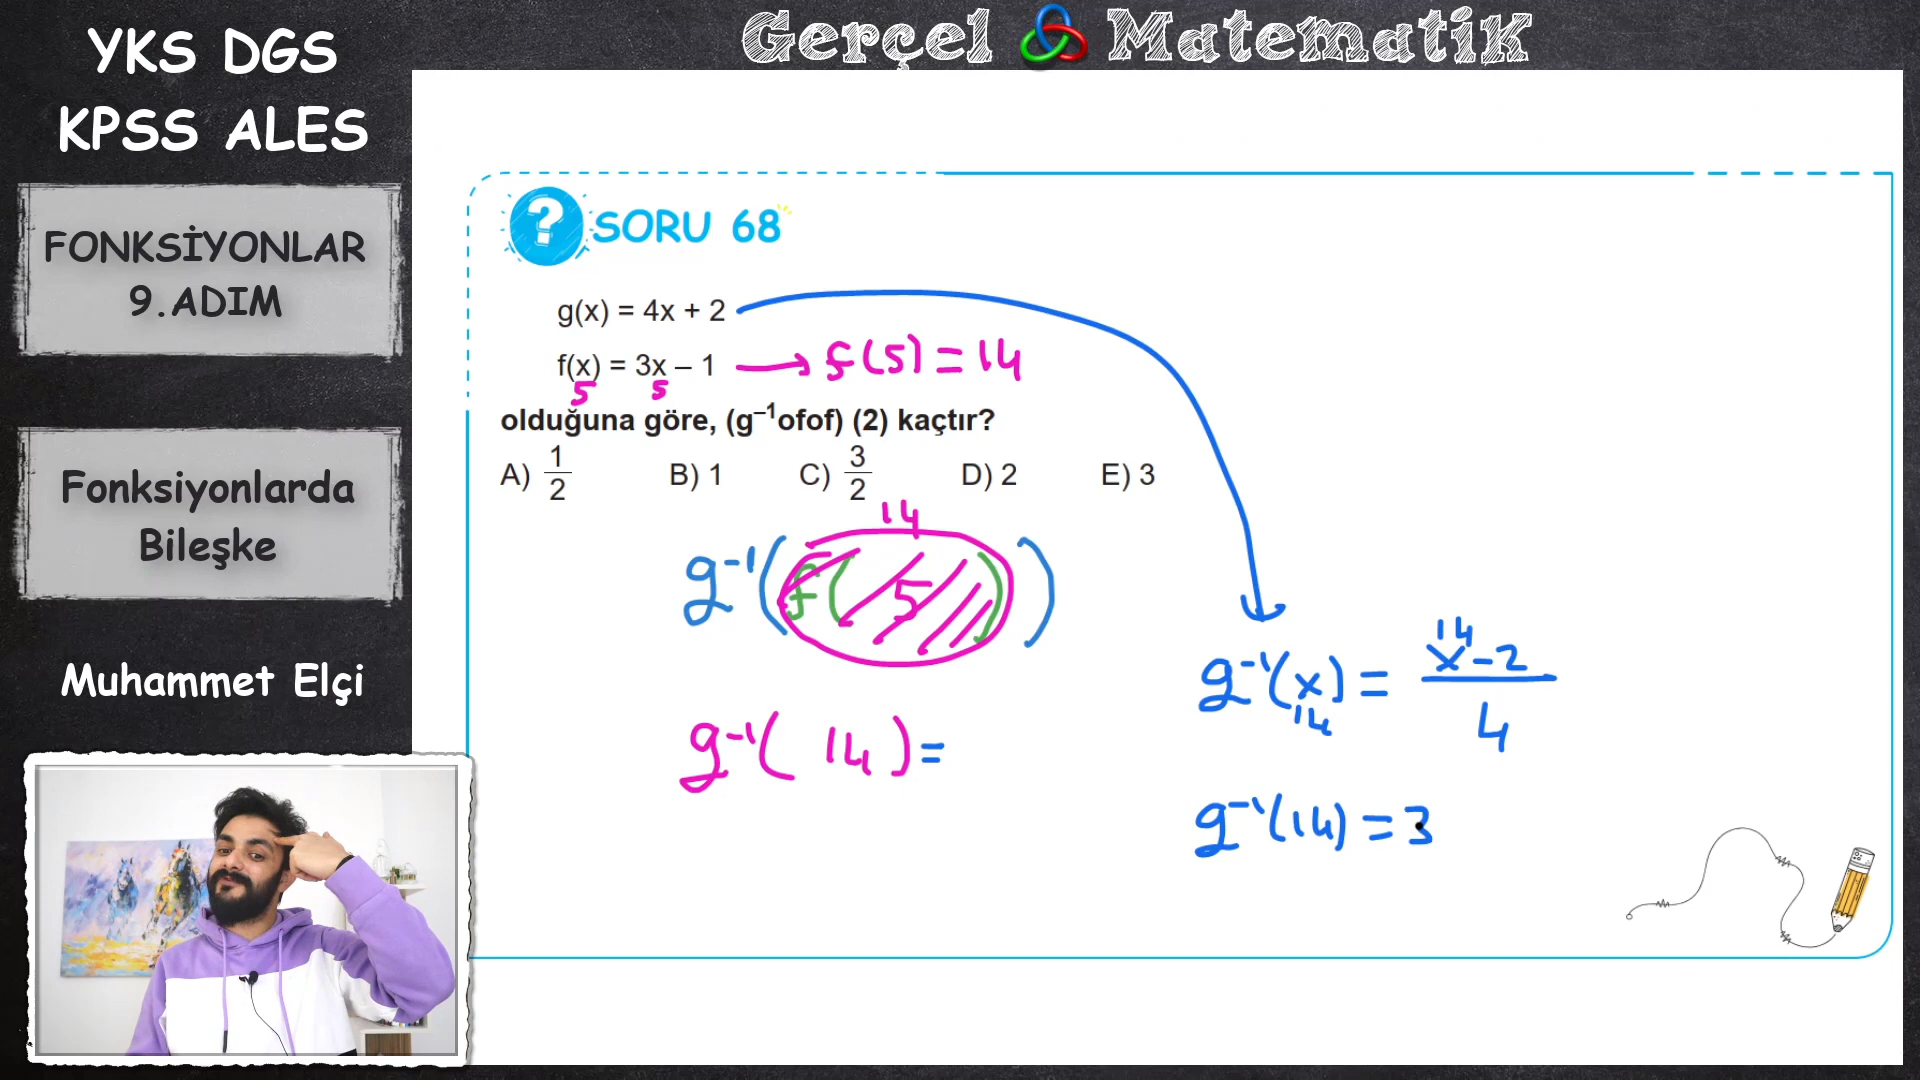 YKS DGS
KPSS ALES
FONKSİYONLAR
9.ADIM
Fonksiyonlarda
Bileşke
Muhammet Elçi
Gerçel Matematik
? SORU 68
g(x) = 4x + 2
f(x) = 3x – 1 → f(5) = 14
5 5
olduğuna göre, (g⁻¹ofof) (2) kaçtır?
A) 1/2 B) 1 C) 3/2 D) 2 E) 3
14
g⁻¹(f(5))
14
g⁻¹(x) = x-2/4
14
g⁻¹(14) =
g⁻¹(14) = 3